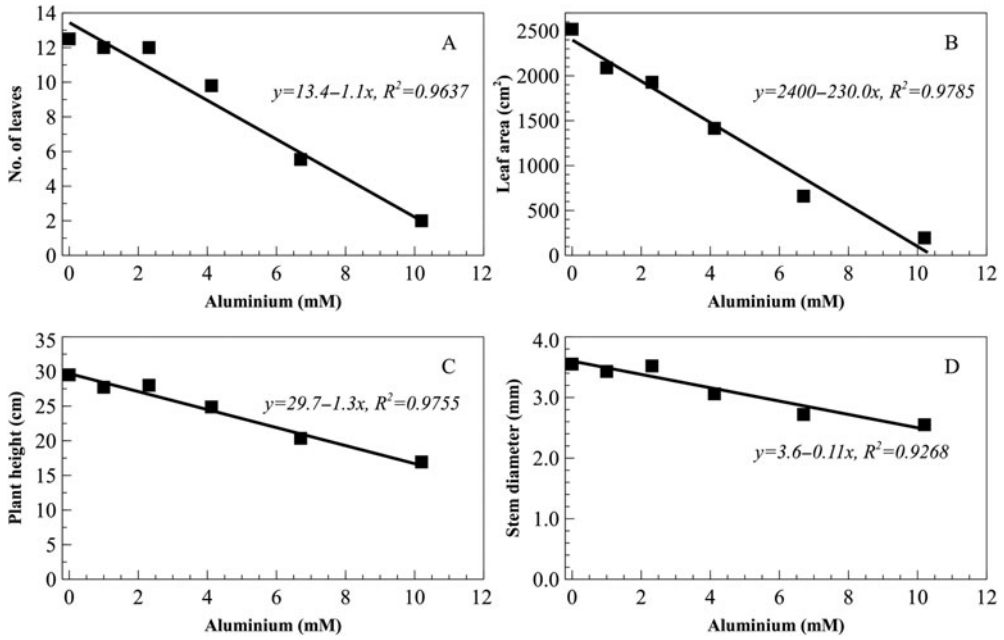 No. of leaves
14
12
10
8
6
4
2
0
A
y=13.4–1.1x, R²=0.9637
0 2 4 6 8 10 12
Aluminium (mM)
Leaf area (cm²)
2500
2000
1500
1000
500
0
B
y=2400–230.0x, R²=0.9785
0 2 4 6 8 10 12
Aluminium (mM)
Plant height (cm)
35
30
25
20
15
10
5
0
C
y=29.7–1.3x, R²=0.9755
0 2 4 6 8 10 12
Aluminium (mM)
Stem diameter (mm)
4.0
3.0
2.0
1.0
0.0
D
y=3.6–0.11x, R²=0.9268
0 2 4 6 8 10 12
Aluminium (mM)